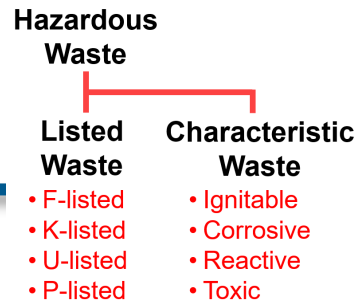 Hazardous
Waste
Listed
Waste
• F-listed
• K-listed
• U-listed
• P-listed
Characteristic
Waste
• Ignitable
• Corrosive
• Reactive
• Toxic